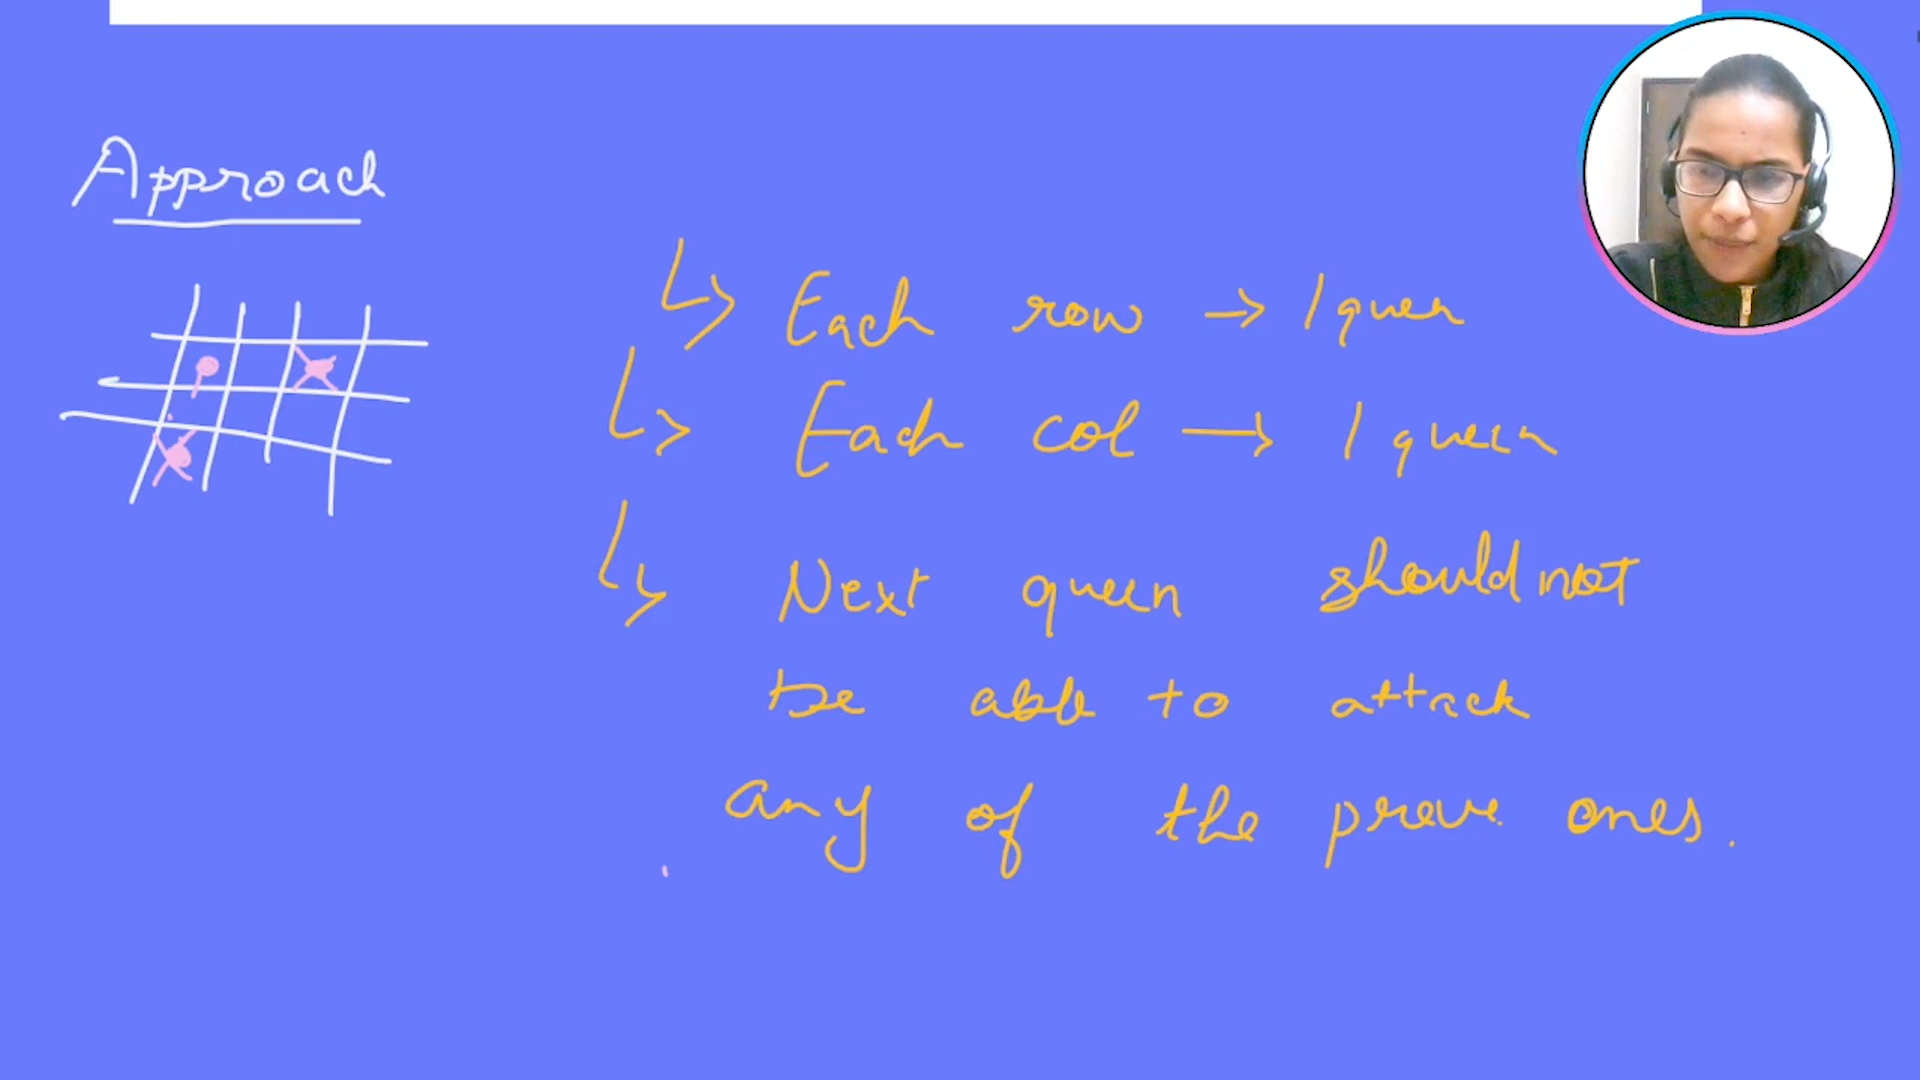 Approach
Each row → 1 queen
Each col → 1 queen
Next queen should not
be able to attack
any of the preve. ones.